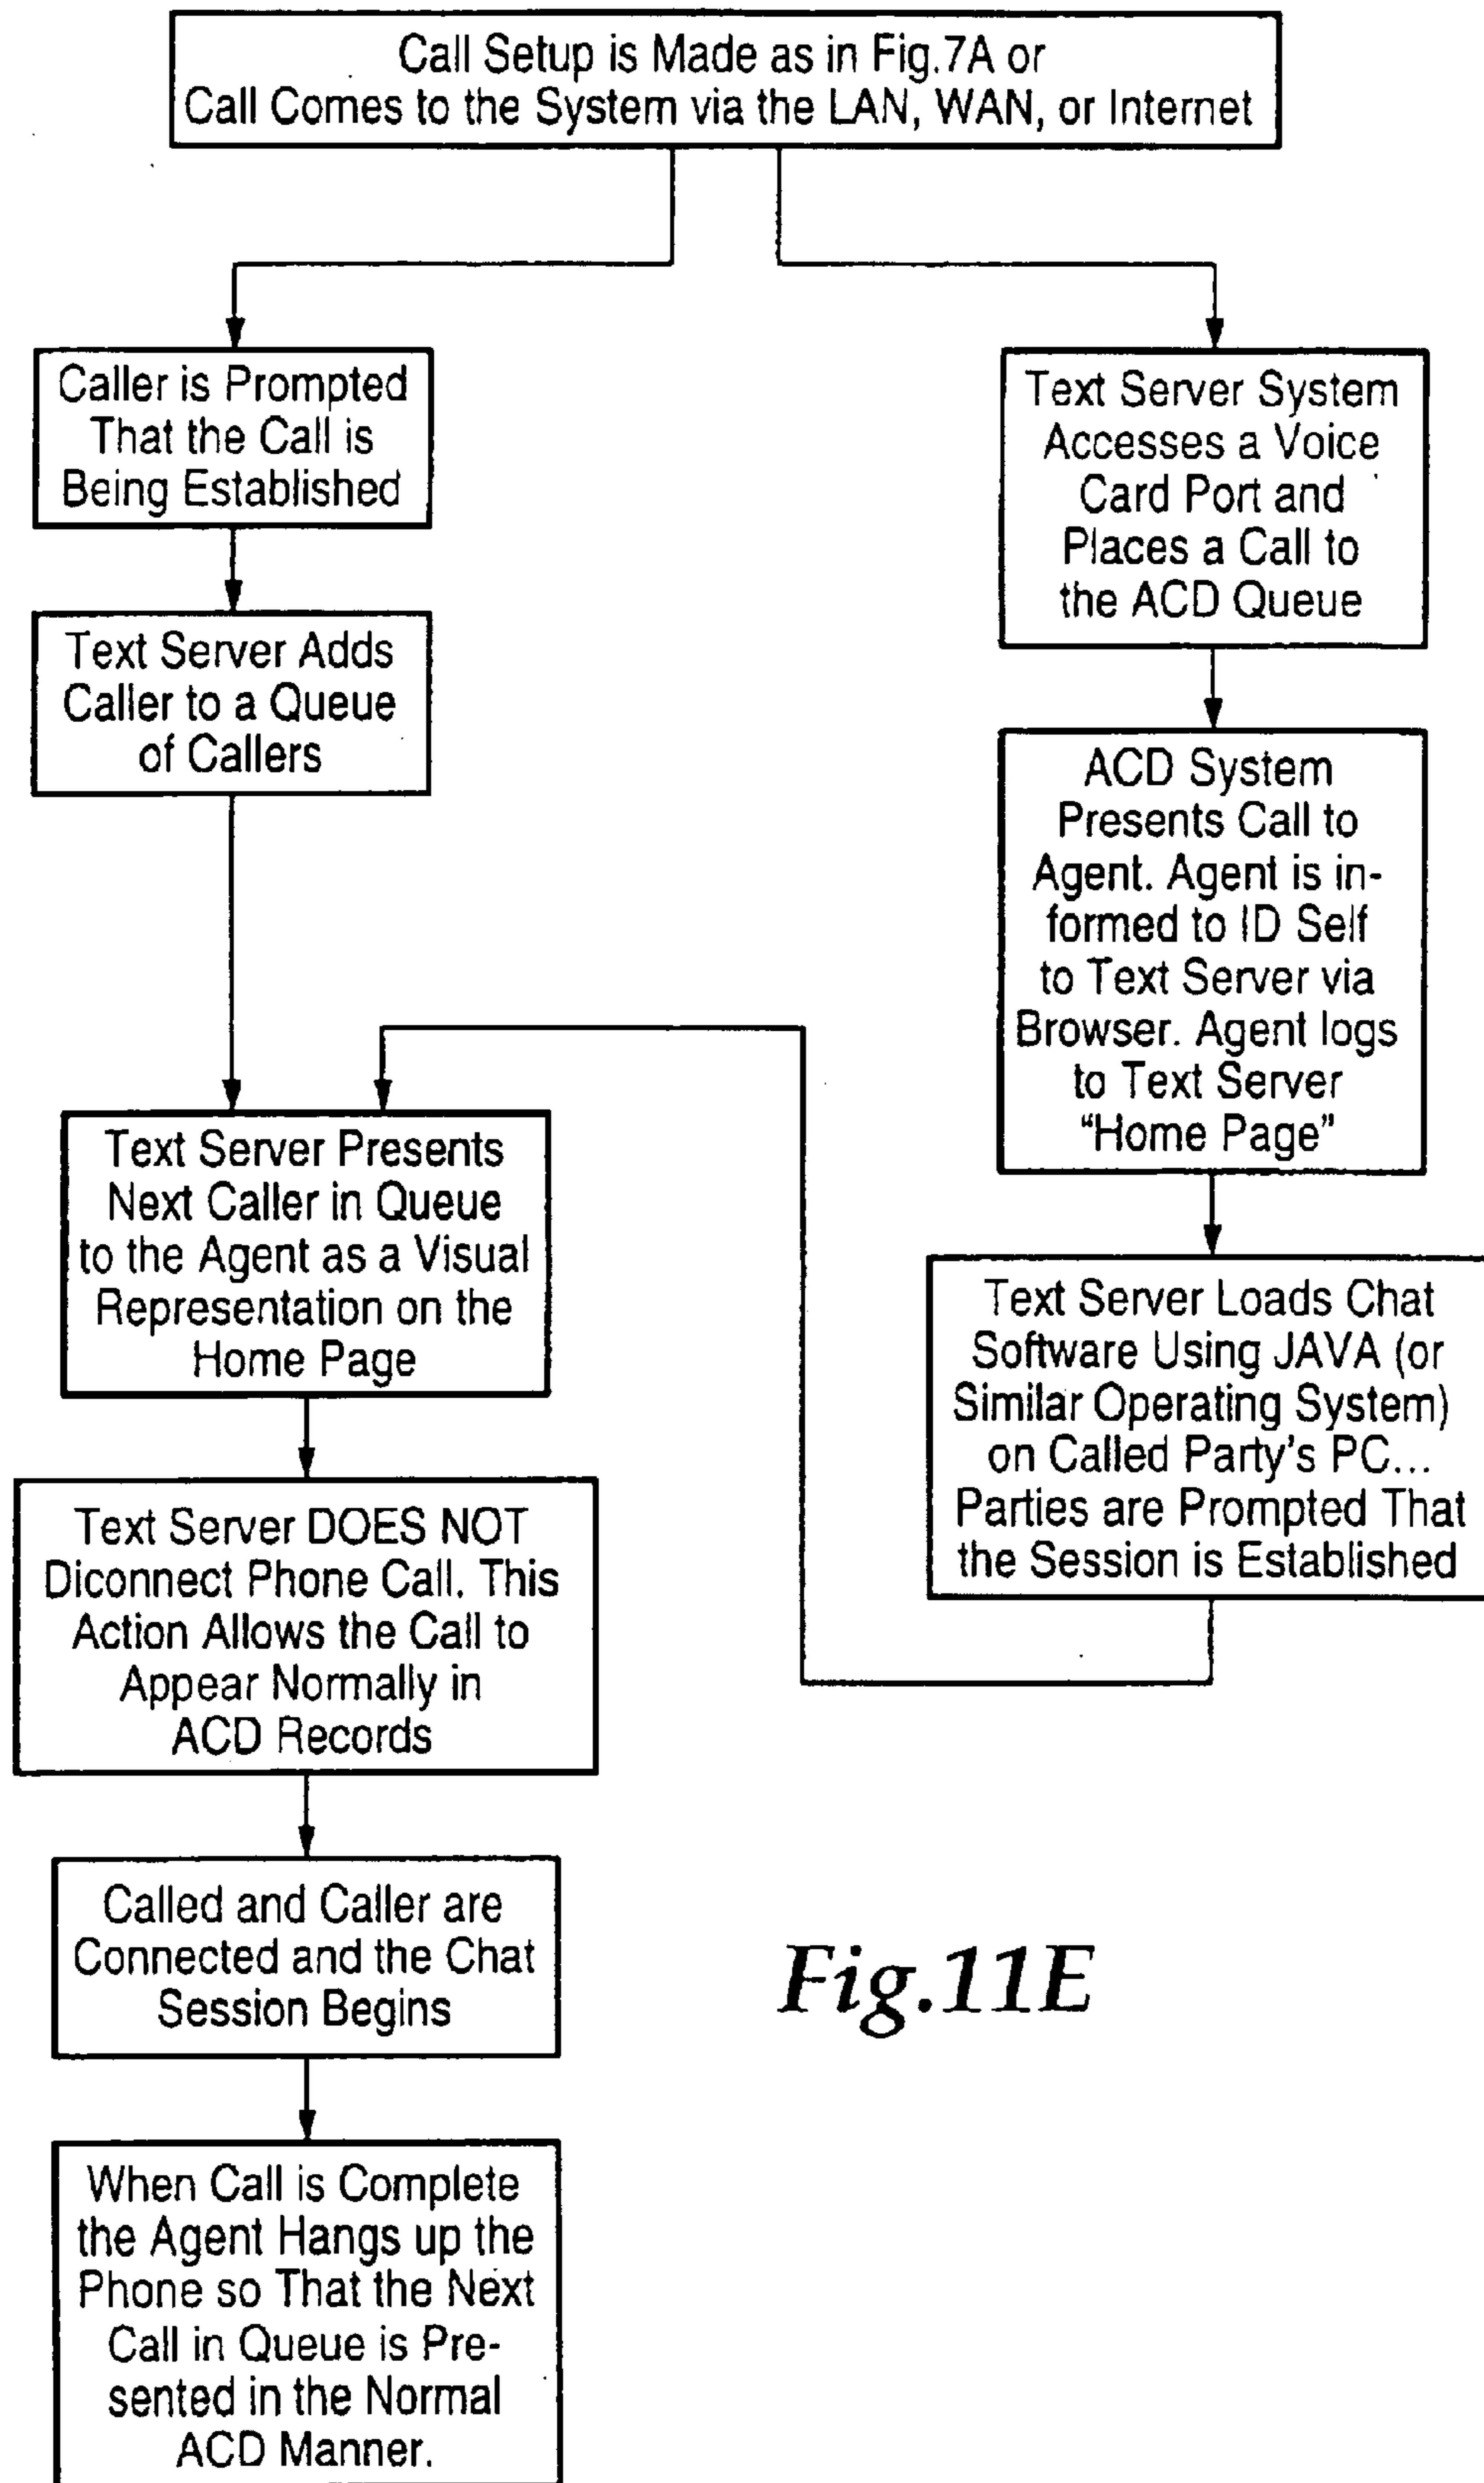 Call Setup is Made as in Fig.7A or
Call Comes to the System via the LAN, WAN, or Internet
Caller is Prompted
That the Call is
Being Established
Text Server Adds
Caller to a Queue
of Callers
Text Server System
Accesses a Voice
Card Port and
Places a Call to
the ACD Queue
ACD System
Presents Call to
Agent. Agent is in-
formed to ID Self
to Text Server via
Browser. Agent logs
to Text Server
“Home Page”
Text Server Loads Chat
Software Using JAVA (or
Similar Operating System)
on Called Party's PC...
Parties are Prompted That
the Session is Established
Text Server Presents
Next Caller in Queue
to the Agent as a Visual
Representation on the
Home Page
Text Server DOES NOT
Diconnect Phone Call. This
Action Allows the Call to
Appear Normally in
ACD Records
Called and Caller are
Connected and the Chat
Session Begins
When Call is Complete
the Agent Hangs up the
Phone so That the Next
Call in Queue is Pre-
sented in the Normal
ACD Manner.
Fig.11E